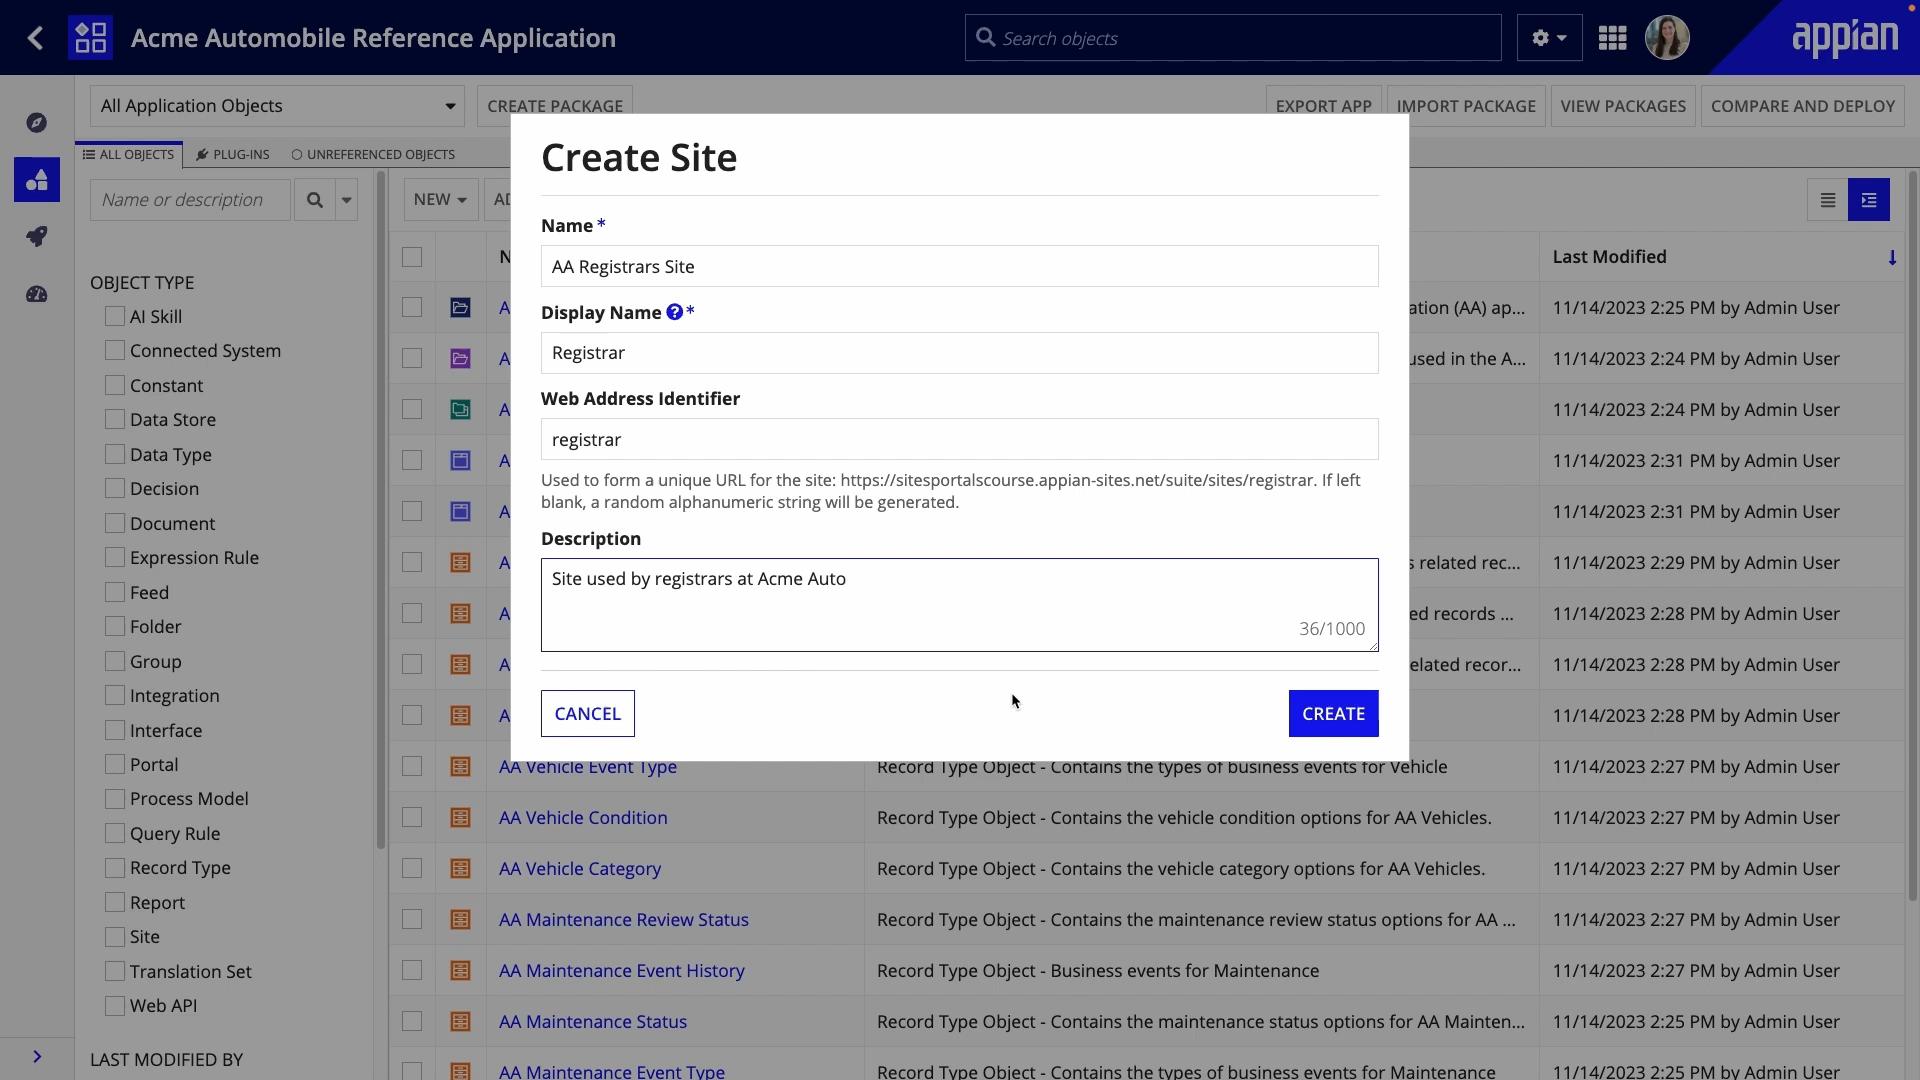 Acme Automobile Reference Application
Search objects
appian
All Application Objects
CREATE PACKAGE
EXPORT APP
IMPORT PACKAGE
VIEW PACKAGES
COMPARE AND DEPLOY
ALL OBJECTS
PLUG-INS
UNREFERENCED OBJECTS
Name or description
NEW
OBJECT TYPE
AI Skill
Connected System
Constant
Data Store
Data Type
Decision
Document
Expression Rule
Feed
Folder
Group
Integration
Interface
Portal
Process Model
Query Rule
Record Type
Report
Site
Translation Set
Web API
LAST MODIFIED BY
Create Site
Name *
AA Registrars Site
Display Name ? *
Registrar
Web Address Identifier
registrar
Used to form a unique URL for the site: https://sitesportalscourse.appian-sites.net/suite/sites/registrar. If left
blank, a random alphanumeric string will be generated.
Description
Site used by registrars at Acme Auto
36/1000
CANCEL
CREATE
Last Modified
ation (AA) ap... 11/14/2023 2:25 PM by Admin User
used in the A... 11/14/2023 2:24 PM by Admin User
11/14/2023 2:24 PM by Admin User
11/14/2023 2:31 PM by Admin User
11/14/2023 2:31 PM by Admin User
s related rec... 11/14/2023 2:29 PM by Admin User
ed records ... 11/14/2023 2:28 PM by Admin User
elated recor... 11/14/2023 2:28 PM by Admin User
11/14/2023 2:28 PM by Admin User
AA Vehicle Event Type Record Type Object - Contains the types of business events for Vehicle 11/14/2023 2:27 PM by Admin User
AA Vehicle Condition Record Type Object - Contains the vehicle condition options for AA Vehicles. 11/14/2023 2:27 PM by Admin User
AA Vehicle Category Record Type Object - Contains the vehicle category options for AA Vehicles. 11/14/2023 2:27 PM by Admin User
AA Maintenance Review Status Record Type Object - Contains the maintenance review status options for AA ... 11/14/2023 2:27 PM by Admin User
AA Maintenance Event History Record Type Object - Business events for Maintenance 11/14/2023 2:27 PM by Admin User
AA Maintenance Status Record Type Object - Contains the maintenance status options for AA Mainten... 11/14/2023 2:25 PM by Admin User
AA Maintenance Event Type Record Type Object - Contains the types of business events for Maintenance 11/14/2023 2:25 PM by Admin User